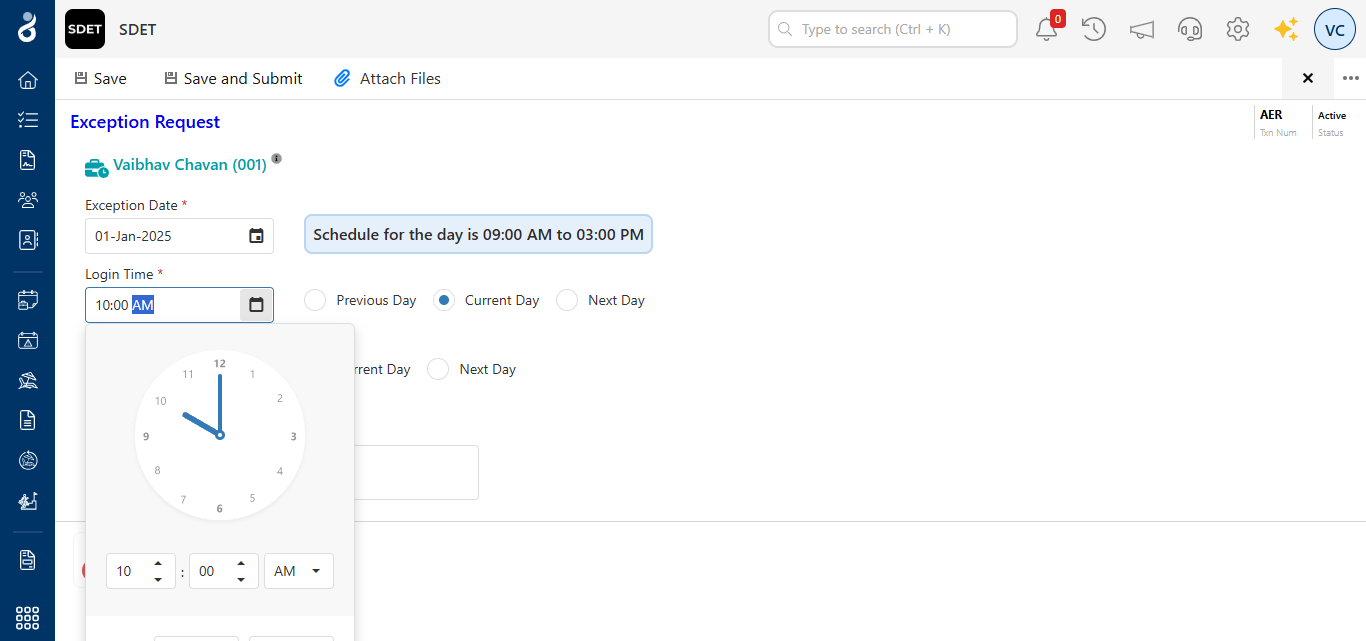 SDET SDET
Type to search (Ctrl + K)
0
VC
Save Save and Submit Attach Files
Exception Request
AER
Txn Num
Active
Status
Vaibhav Chavan (001)
Exception Date *
01-Jan-2025
Schedule for the day is 09:00 AM to 03:00 PM
Login Time *
10:00 AM
Previous Day Current Day Next Day
rrent Day Next Day
12
11 1
10 2
9 3
8 4
7 5
6
10 : 00 AM